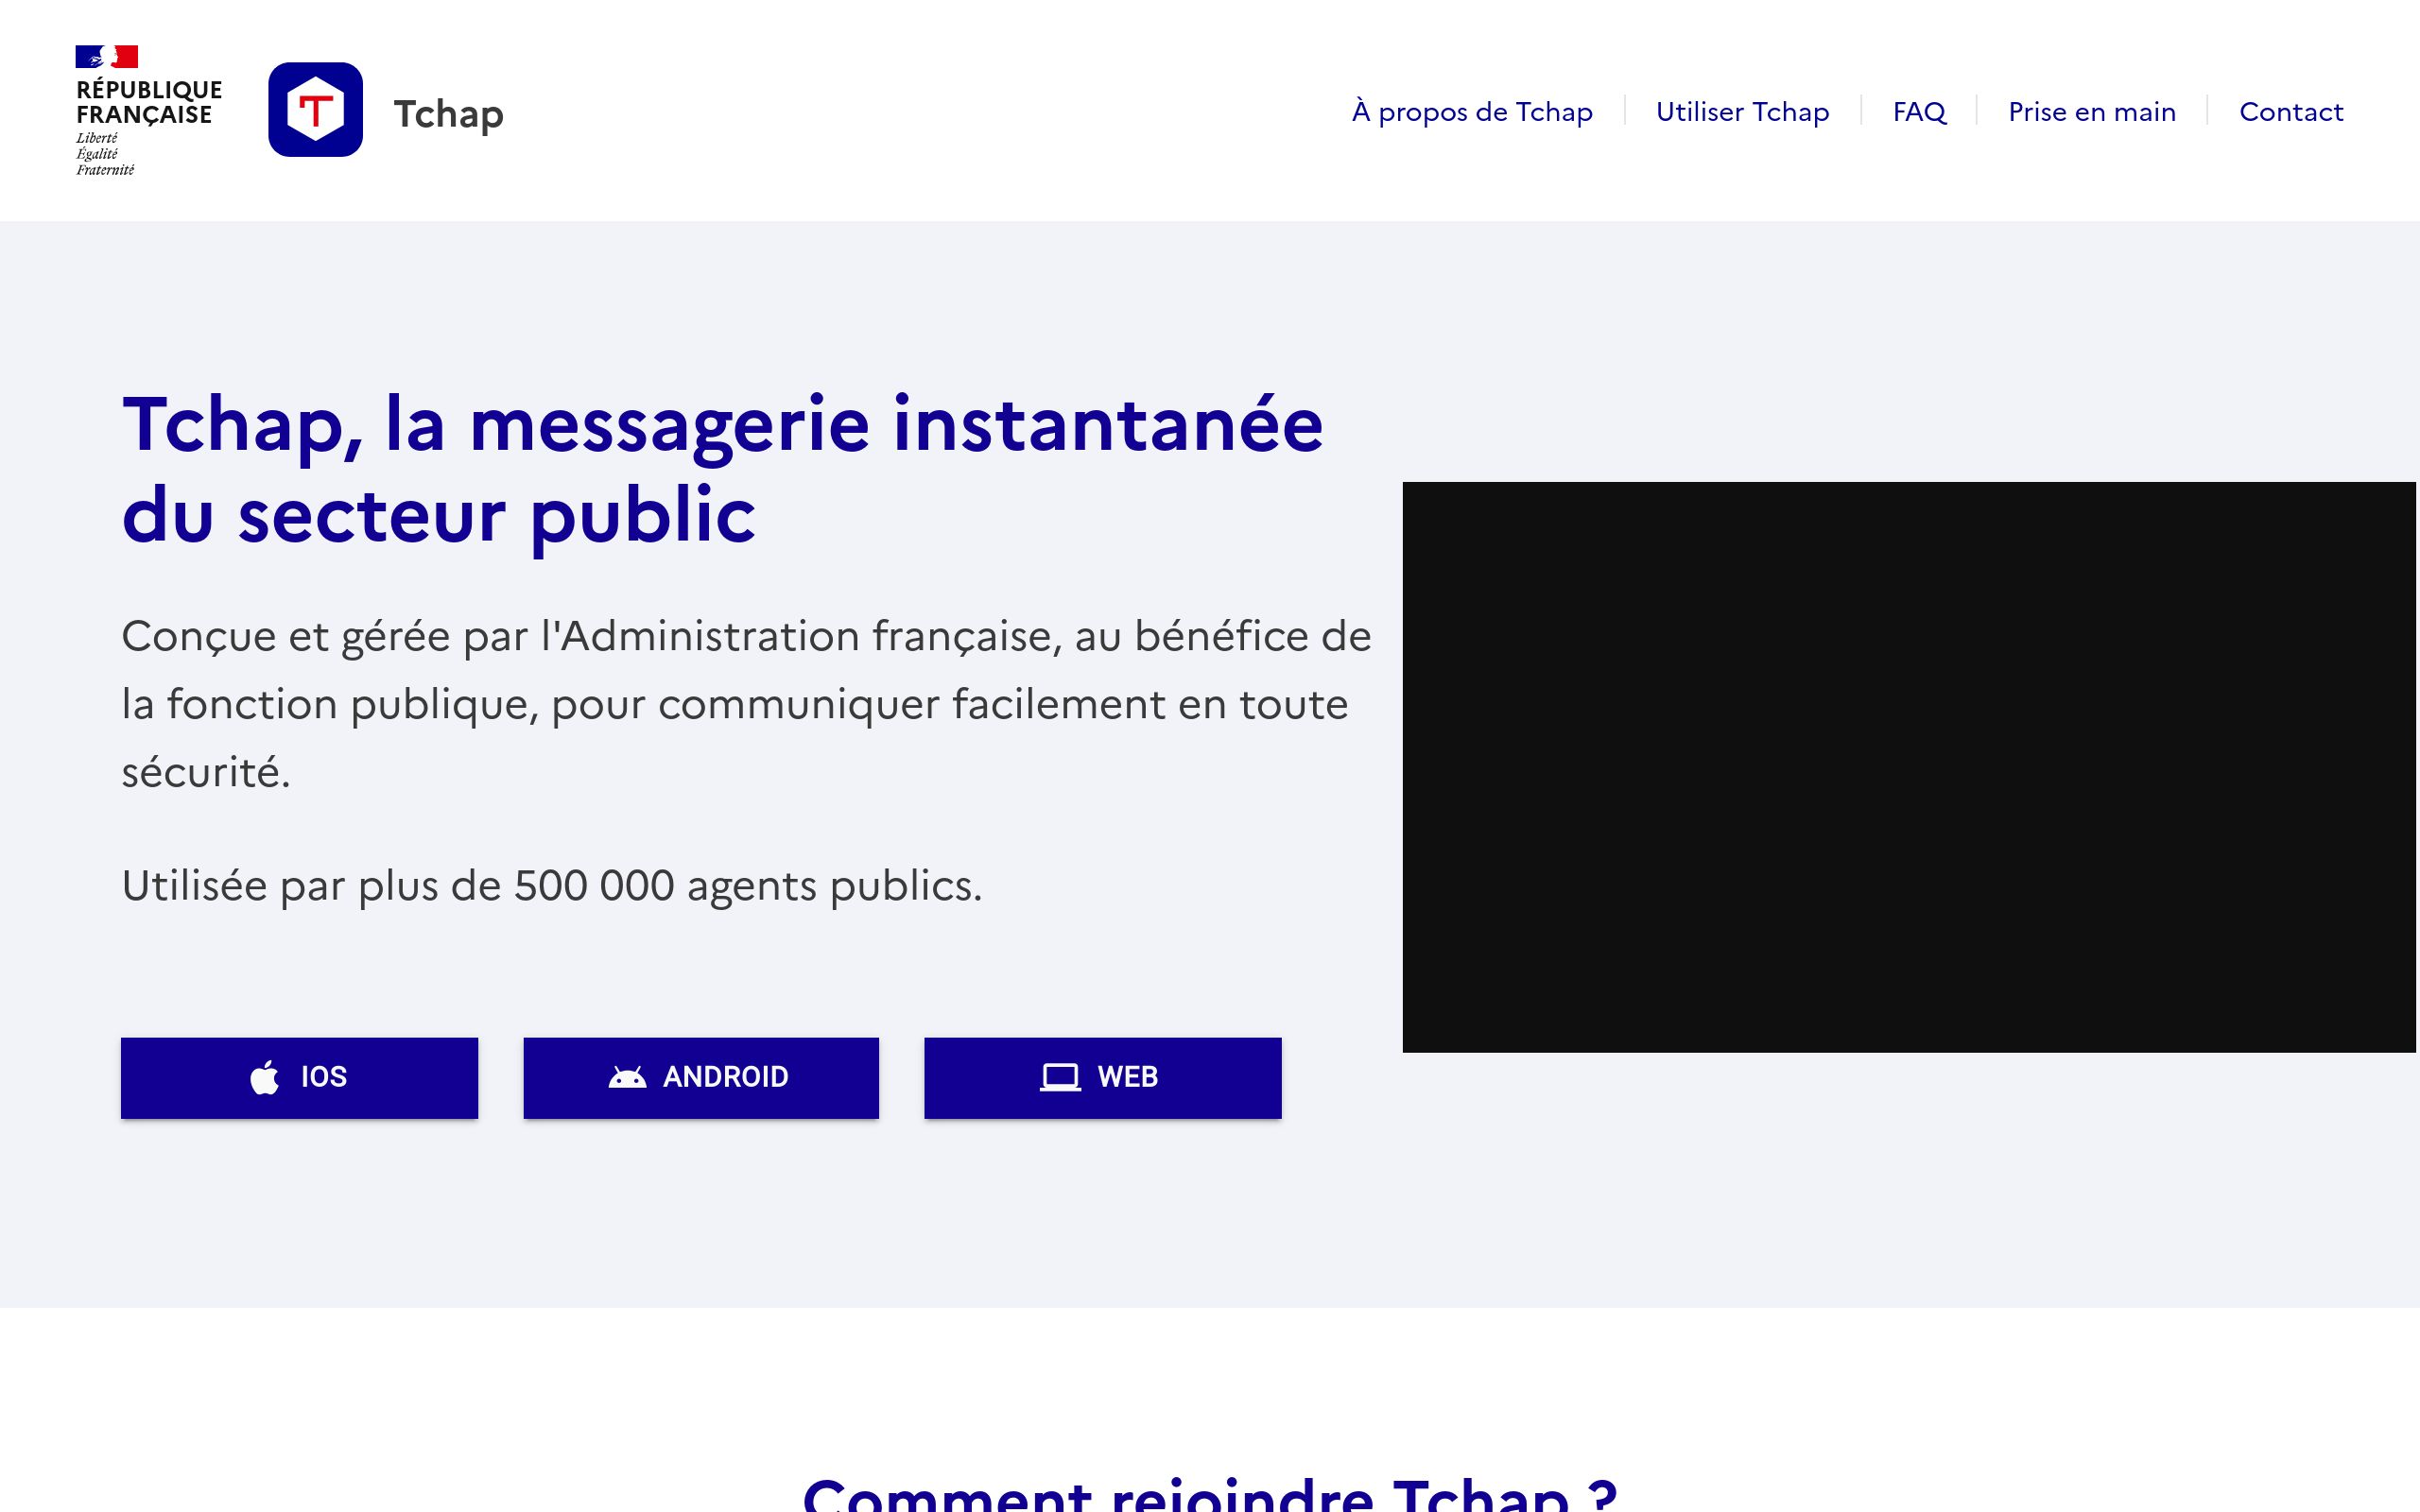 RÉPUBLIQUE
FRANÇAISE
Liberté
Égalité
Fraternité
T
Tchap
À propos de Tchap
Utiliser Tchap
FAQ
Prise en main
Contact
Tchap, la messagerie instantanée
du secteur public
Conçue et gérée par l'Administration française, au bénéfice de
la fonction publique, pour communiquer facilement en toute
sécurité.
Utilisée par plus de 500 000 agents publics.
IOS
ANDROID
WEB
Comment rejoindre Tchap ?